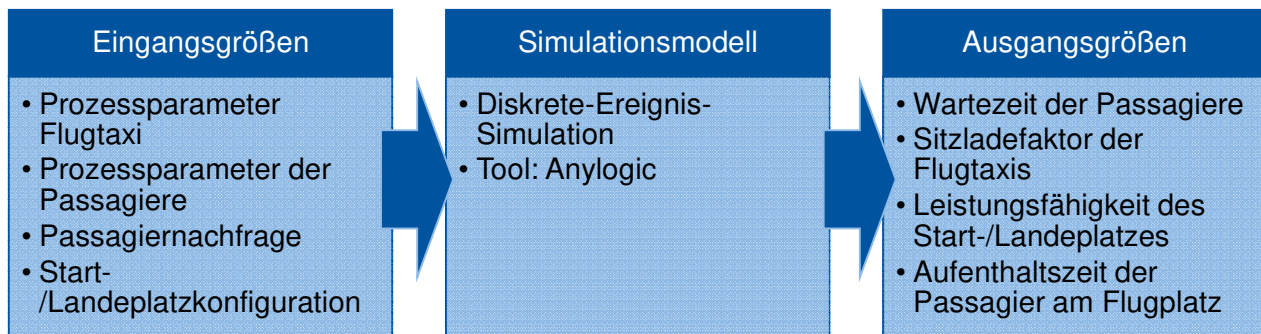 Eingangsgrößen
• Prozessparameter
Flugtaxi
• Prozessparameter der
Passagiere
• Passagiernachfrage
• Start-
/Landeplatzkonfiguration
Simulationsmodell
• Diskrete-Ereignis-
Simulation
• Tool: Anylogic
Ausgangsgrößen
• Wartezeit der Passagiere
• Sitzladefaktor der
Flugtaxis
• Leistungsfähigkeit des
Start-/Landeplatzes
• Aufenthaltszeit der
Passagier am Flugplatz